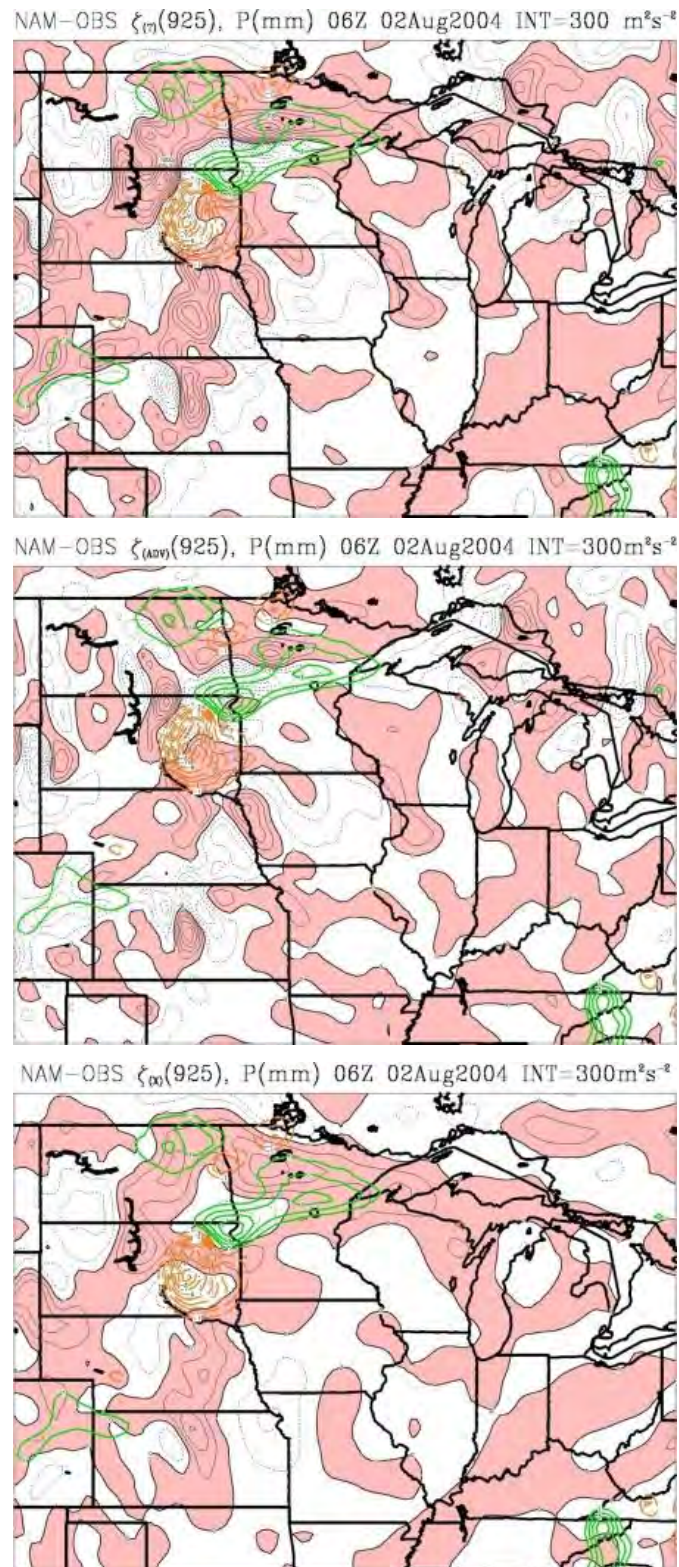 NAM-OBS ζ(T)(925), P(mm) 06Z 02Aug2004 INT=300 m²s⁻²
NAM-OBS ζ(ADV)(925), P(mm) 06Z 02Aug2004 INT=300m²s⁻²
NAM-OBS (925), P(mm) 06Z 02Aug2004 INT=300m²s⁻²